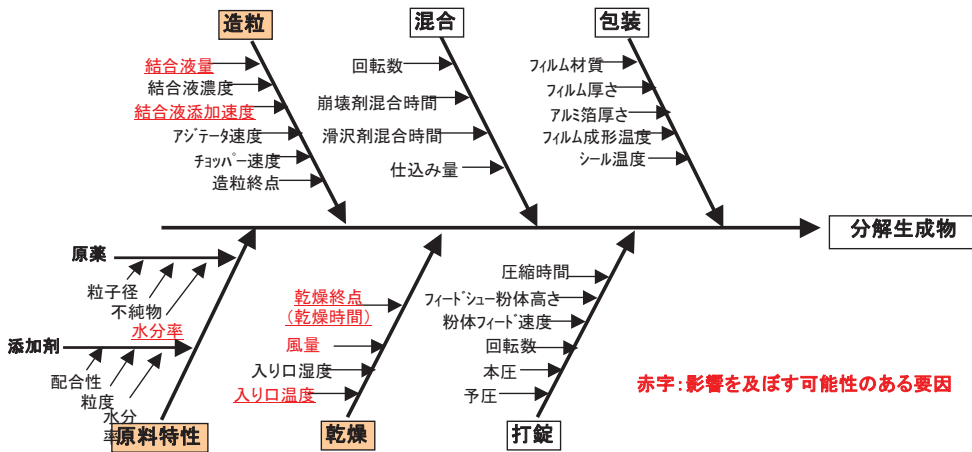 造粒
混合
包装
結合液量
結合液濃度
結合液添加速度
アジテータ速度
チョッパー速度
造粒終点
回転数
崩壊剤混合時間
滑沢剤混合時間
仕込み量
フィルム材質
フィルム厚さ
アルミ箔厚さ
フィルム成形温度
シール温度
分解生成物
原薬
粒子径
不純物
水分率
添加剤
配合性
粒度
水分
率
原料特性
乾燥終点
(乾燥時間)
風量
入り口湿度
入り口温度
乾燥
圧縮時間
フィードシュー粉体高さ
粉体フィード速度
回転数
本圧
予圧
打錠
赤字:影響を及ぼす可能性のある要因